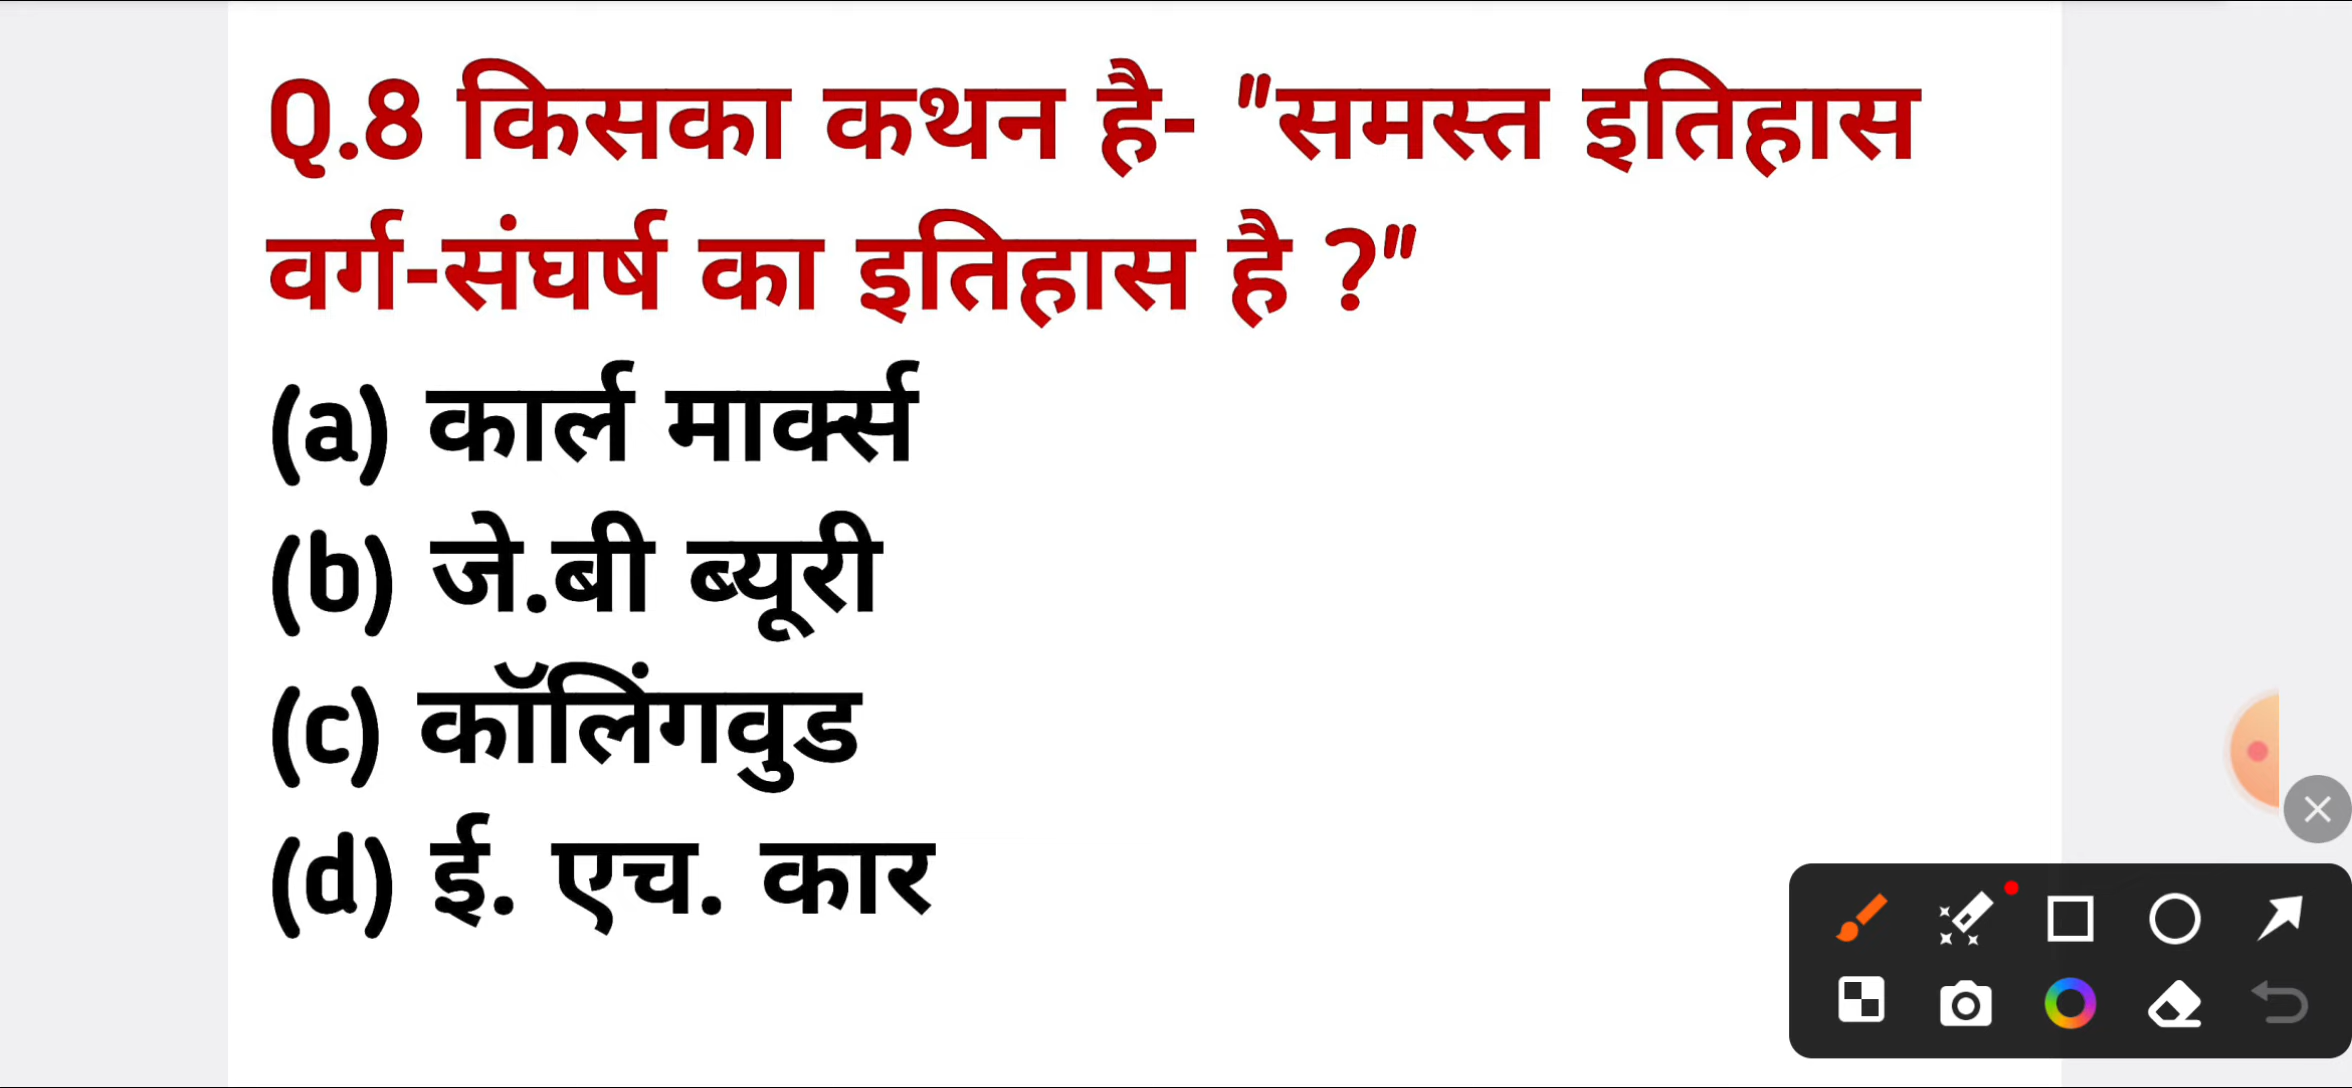 Q.8 किसका कथन है- "समस्त इतिहास
वर्ग-संघर्ष का इतिहास है ?"
(a) कार्ल मार्क्स
(b) जे.बी ब्यूरी
(c) कॉलिंगवुड
(d) ई. एच. कार